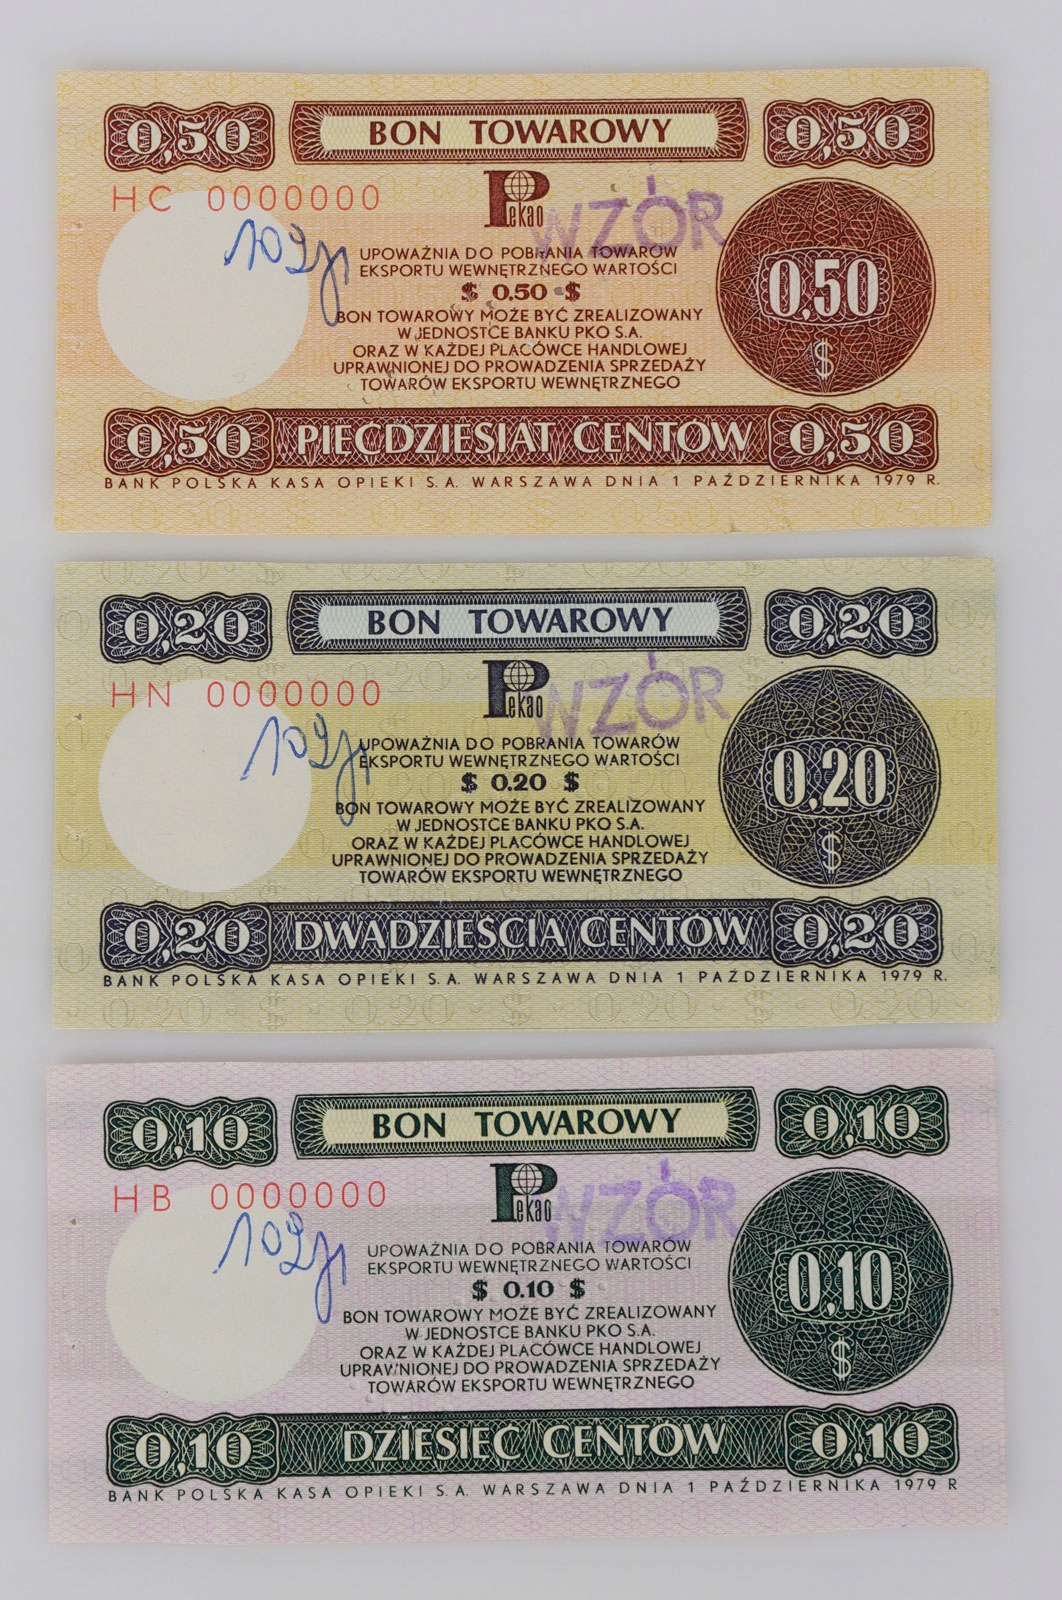 0,50 BON TOWAROWY 0,50
HC 0000000
Pekao
WZÓR
UPOWAŻNIA DO POBRANIA TOWARÓW
EKSPORTU WEWNĘTRZNEGO WARTOŚCI
$ 0.50 $
BON TOWAROWY MOŻE BYĆ ZREALIZOWANY
W JEDNOSTCE BANKU PKO S.A.
ORAZ W KAŻDEJ PLACÓWCE HANDLOWEJ
UPRAWNIONEJ DO PROWADZENIA SPRZEDAŻY
TOWARÓW EKSPORTU WEWNĘTRZNEGO
0,50
$
0,50 PIĘĆDZIESIĄT CENTÓW 0,50
BANK POLSKA KASA OPIEKI S.A. WARSZAWA DNIA 1 PAŹDZIERNIKA 1979 R.
0,20 BON TOWAROWY 0,20
HN 0000000
Pekao
WZÓR
UPOWAŻNIA DO POBRANIA TOWARÓW
EKSPORTU WEWNĘTRZNEGO WARTOŚCI
$ 0.20 $
BON TOWAROWY MOŻE BYĆ ZREALIZOWANY
W JEDNOSTCE BANKU PKO S.A.
ORAZ W KAŻDEJ PLACÓWCE HANDLOWEJ
UPRAWNIONEJ DO PROWADZENIA SPRZEDAŻY
TOWARÓW EKSPORTU WEWNĘTRZNEGO
0,20
$
0,20 DWADZIEŚCIA CENTÓW 0,20
BANK POLSKA KASA OPIEKI S.A. WARSZAWA DNIA 1 PAŹDZIERNIKA 1979 R.
0,10 BON TOWAROWY 0,10
HB 0000000
Pekao
WZÓR
UPOWAŻNIA DO POBRANIA TOWARÓW
EKSPORTU WEWNĘTRZNEGO WARTOŚCI
$ 0.10 $
BON TOWAROWY MOŻE BYĆ ZREALIZOWANY
W JEDNOSTCE BANKU PKO S.A.
ORAZ W KAŻDEJ PLACÓWCE HANDLOWEJ
UPRAWNIONEJ DO PROWADZENIA SPRZEDAŻY
TOWARÓW EKSPORTU WEWNĘTRZNEGO
0,10
$
0,10 DZIESIĘĆ CENTÓW 0,10
BANK POLSKA KASA OPIEKI S.A. WARSZAWA DNIA 1 PAŹDZIERNIKA 1979 R